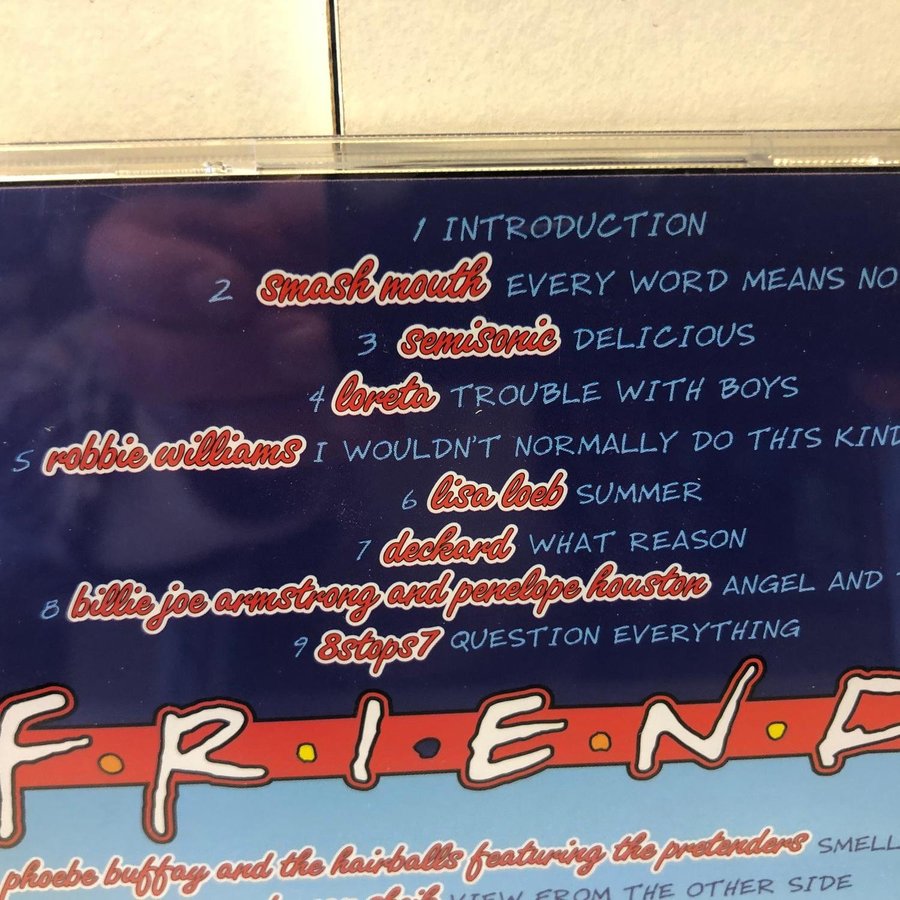 1 INTRODUCTION
2 smash mouth EVERY WORD MEANS NO
3 semisonic DELICIOUS
4 loreta TROUBLE WITH BOYS
5 robbie williams I WOULDN'T NORMALLY DO THIS KIND
6 lisa loeb SUMMER
7 deckard WHAT REASON
8 billie joe armstrong and penelope houston ANGEL AND
9 8stops7 QUESTION EVERYTHING
F•R•I•E•N•D
phoebe buffay and the hairballs featuring the pretenders SMELL
VIEW FROM THE OTHER SIDE